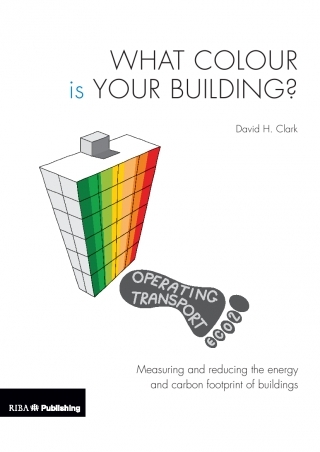 WHAT COLOUR
is YOUR BUILDING?
David H. Clark
OPERATING
TRANSPORT
eCO2
Measuring and reducing the energy
and carbon footprint of buildings
RIBA Publishing